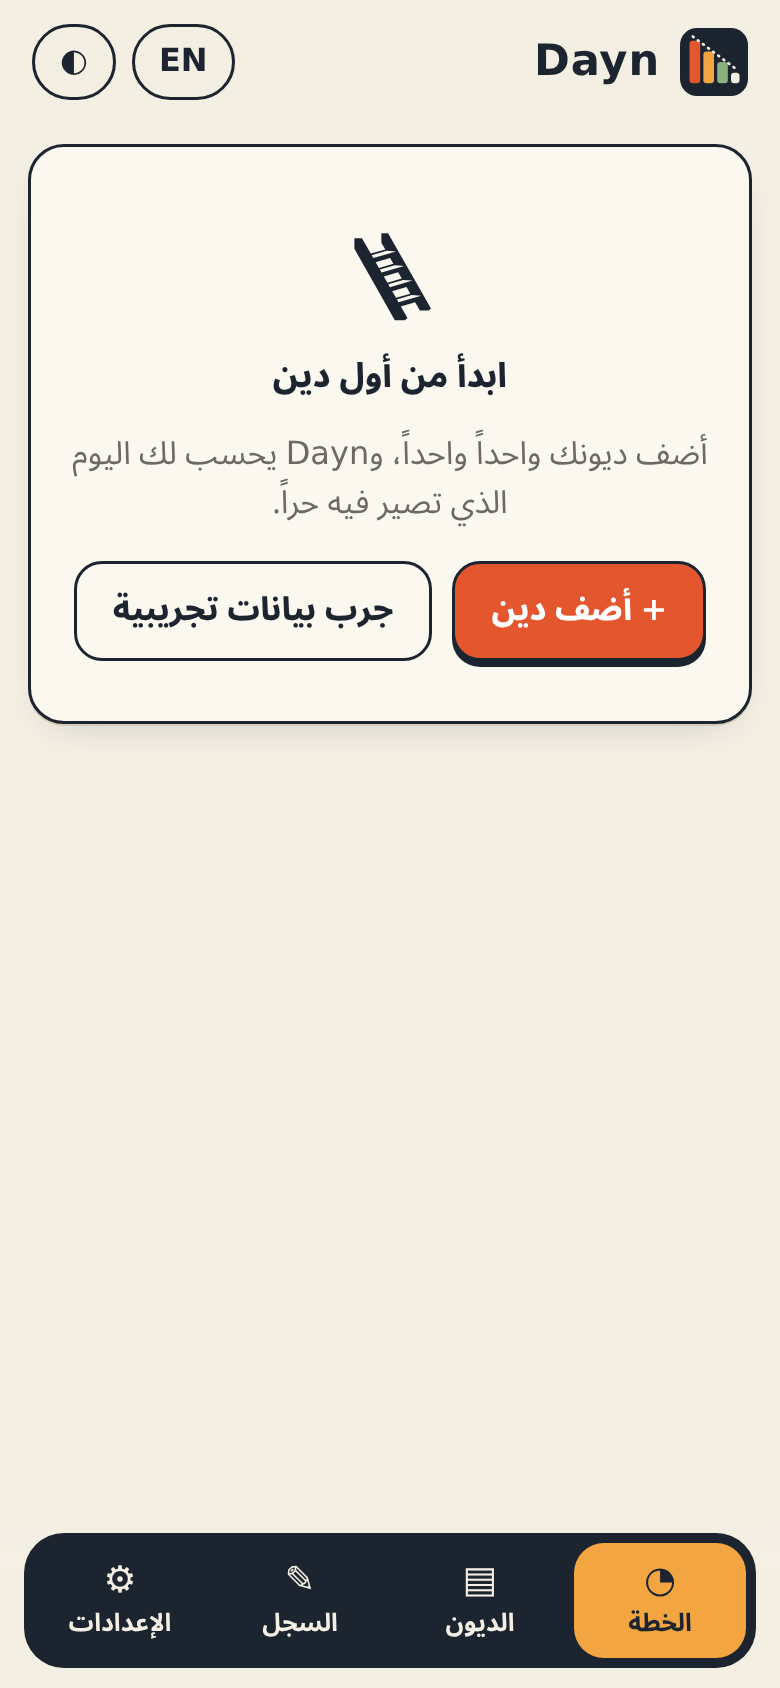 Dayn
EN
ابدأ من أول دين
أضف ديونك واحداً واحداً، وDayn يحسب لك اليوم
الذي تصير فيه حراً.
+ أضف دين
جرب بيانات تجريبية
الخطة
الديون
السجل
الإعدادات